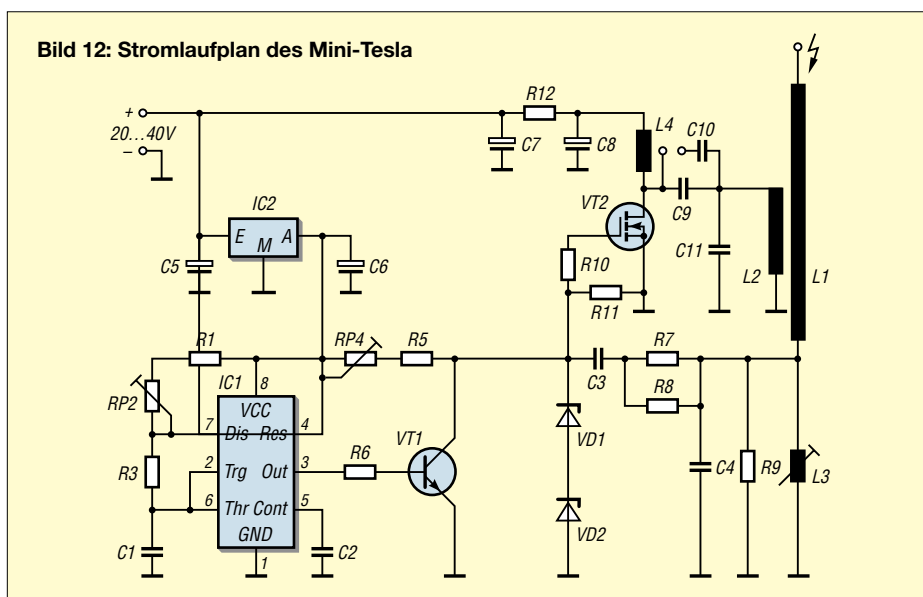 Bild 12: Stromlaufplan des Mini-Tesla
+
20...40V
–
R12
C7
C8
L4
C10
C9
VT2
IC2
E
M
A
C5
C6
R10
R11
C11
L2
L1
R1
RP4
R5
C3
R7
R8
RP2
IC1
8
VCC
7
Dis
Res
4
R3
2
Trg
Out
3
R6
VT1
6
Thr
Cont
5
GND
1
C1
C2
VD1
VD2
C4
R9
L3